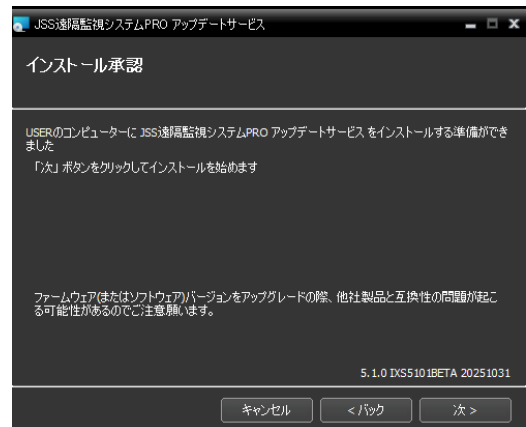 JSS遠隔監視システムPRO アップデートサービス
インストール承認
USERのコンピューターに JSS遠隔監視システムPRO アップデートサービス をインストールする準備ができ
ました
「次」ボタンをクリックしてインストールを始めます
ファームウェア(またはソフトウェア)バージョンをアップグレードの際、他社製品と互換性の問題が起こ
る可能性があるのでご注意願います。
5.1.0 IXS5101BETA 20251031
キャンセル
< バック
次 >